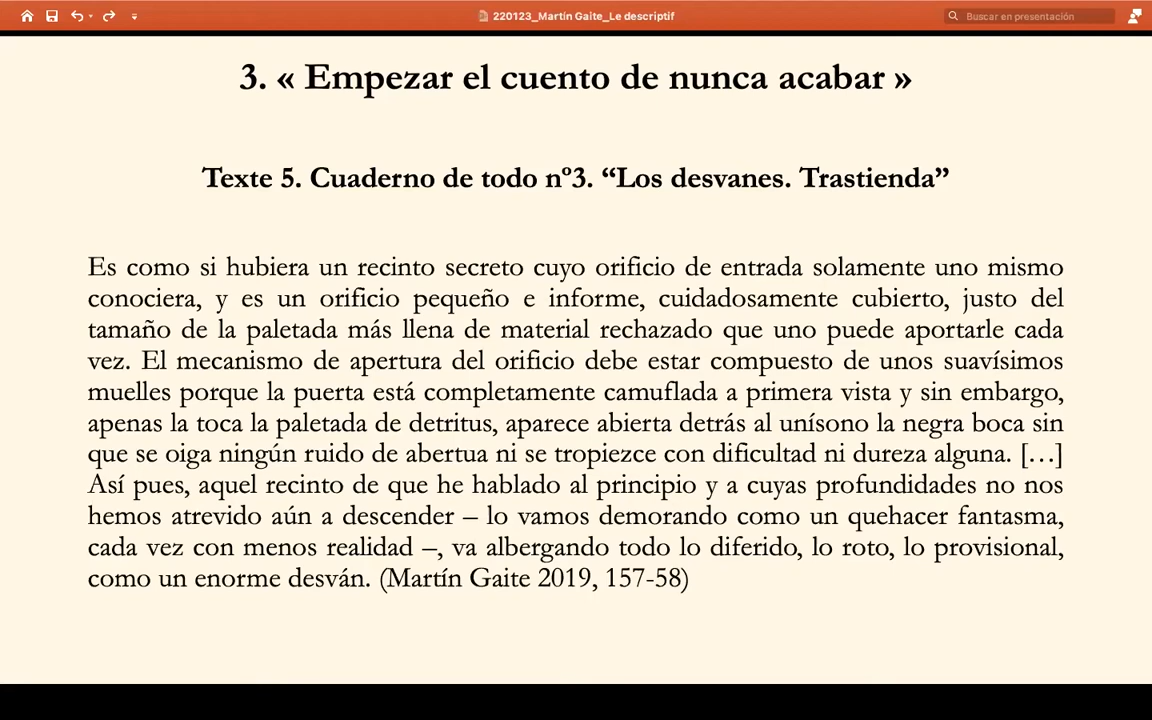 220123_Martín Gaite_Le descriptif
Buscar en presentación
3. « Empezar el cuento de nunca acabar »
Texte 5. Cuaderno de todo nº3. “Los desvanes. Trastienda”
Es como si hubiera un recinto secreto cuyo orificio de entrada solamente uno mismo
conociera, y es un orificio pequeño e informe, cuidadosamente cubierto, justo del
tamaño de la paletada más llena de material rechazado que uno puede aportarle cada
vez. El mecanismo de apertura del orificio debe estar compuesto de unos suavísimos
muelles porque la puerta está completamente camuflada a primera vista y sin embargo,
apenas la toca la paletada de detritus, aparece abierta detrás al unísono la negra boca sin
que se oiga ningún ruido de abertua ni se tropiezce con dificultad ni dureza alguna. […]
Así pues, aquel recinto de que he hablado al principio y a cuyas profundidades no nos
hemos atrevido aún a descender – lo vamos demorando como un quehacer fantasma,
cada vez con menos realidad –, va albergando todo lo diferido, lo roto, lo provisional,
como un enorme desván. (Martín Gaite 2019, 157-58)